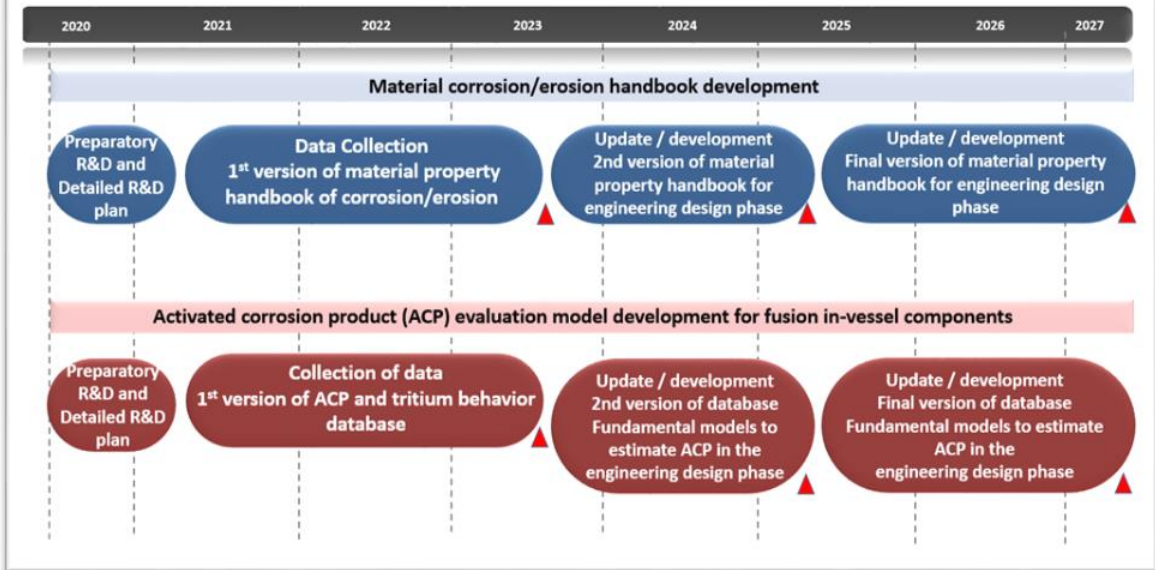 2020 2021 2022 2023 2024 2025 2026 2027
Material corrosion/erosion handbook development
Preparatory
R&D and
Detailed R&D
plan
Data Collection
1st version of material property
handbook of corrosion/erosion
Update / development
2nd version of material
property handbook for
engineering design phase
Update / development
Final version of material property
handbook for engineering design
phase
Activated corrosion product (ACP) evaluation model development for fusion in-vessel components
Preparatory
R&D and
Detailed R&D
plan
Collection of data
1st version of ACP and tritium behavior
database
Update / development
2nd version of database
Fundamental models to
estimate ACP in the
engineering design phase
Update / development
Final version of database
Fundamental models to estimate
ACP in the
engineering design phase